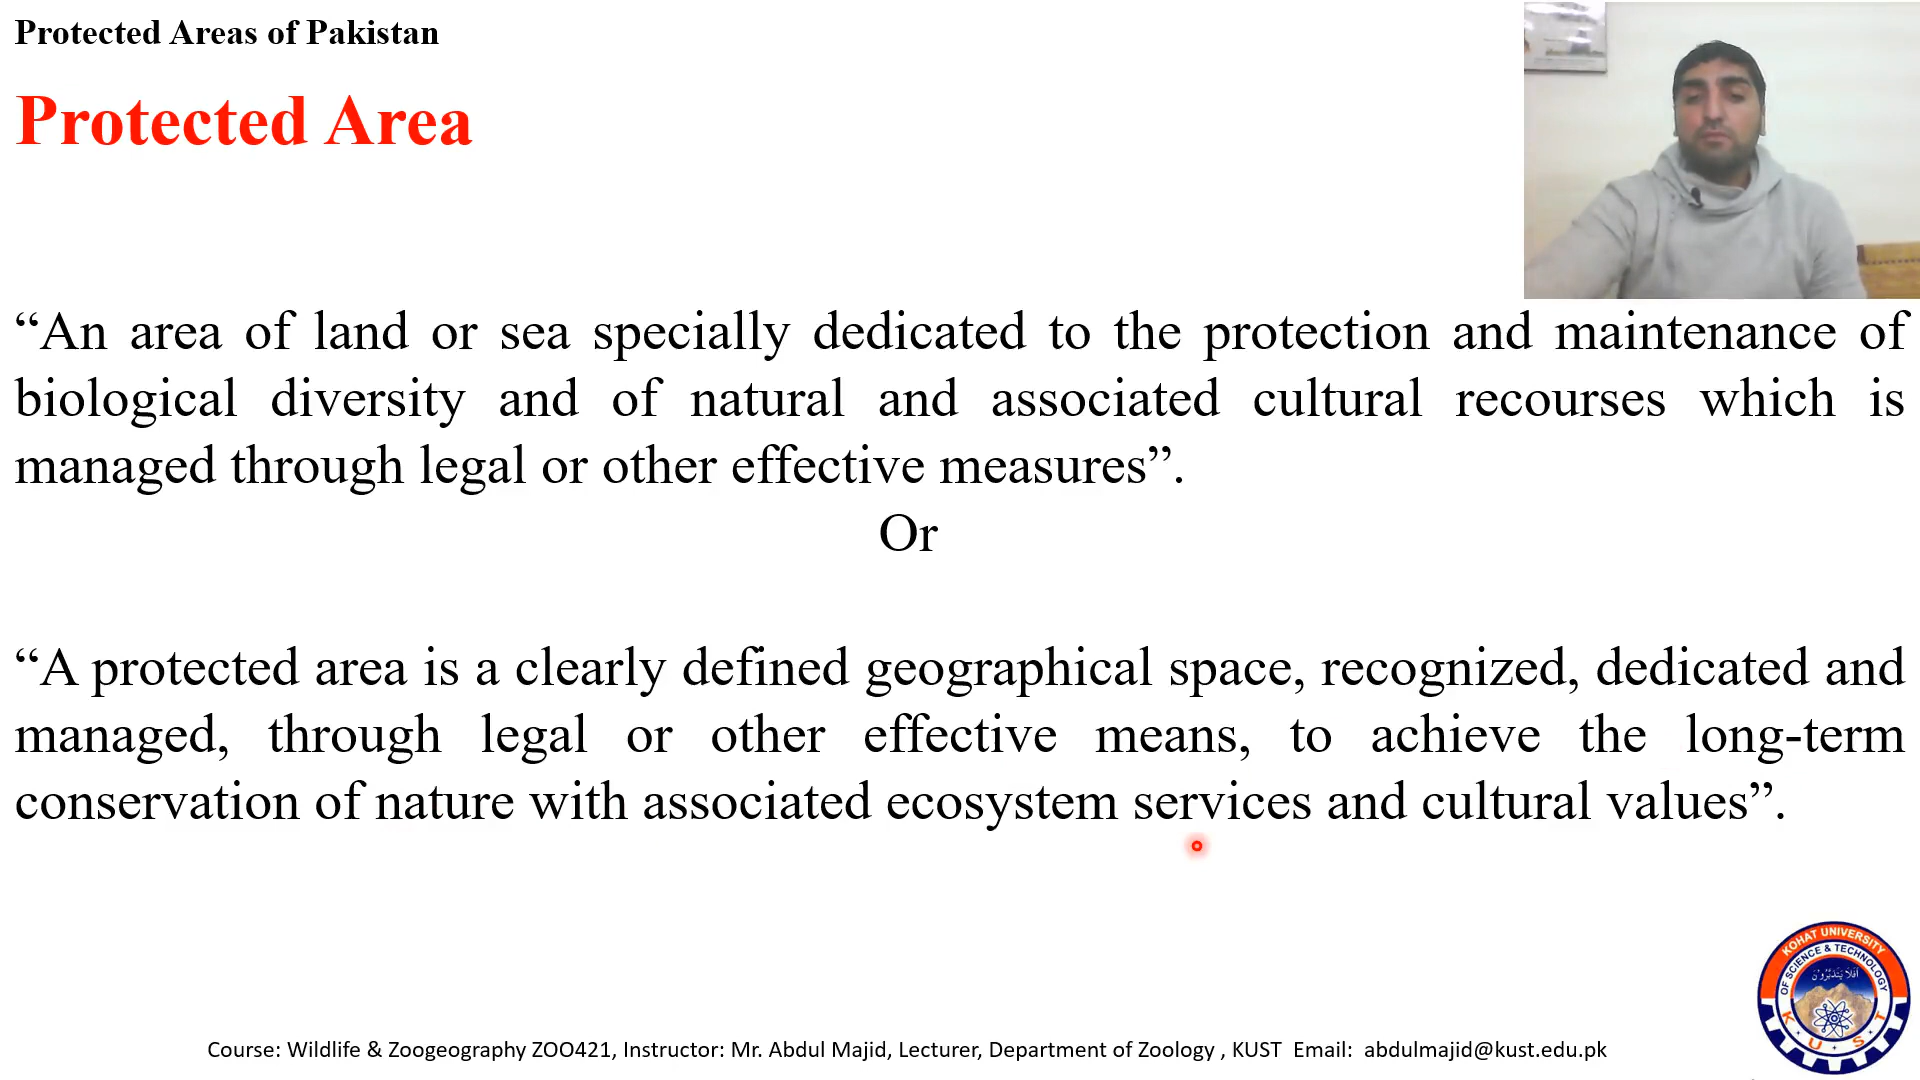 Protected Areas of Pakistan
Protected Area
“An area of land or sea specially dedicated to the protection and maintenance of
biological diversity and of natural and associated cultural recourses which is
managed through legal or other effective measures”.
Or
“A protected area is a clearly defined geographical space, recognized, dedicated and
managed, through legal or other effective means, to achieve the long-term
conservation of nature with associated ecosystem services and cultural values”.
KOHAT UNIVERSITY
OF SCIENCE & TECHNOLOGY
K U S T
Course: Wildlife & Zoogeography ZOO421, Instructor: Mr. Abdul Majid, Lecturer, Department of Zoology , KUST Email: abdulmajid@kust.edu.pk